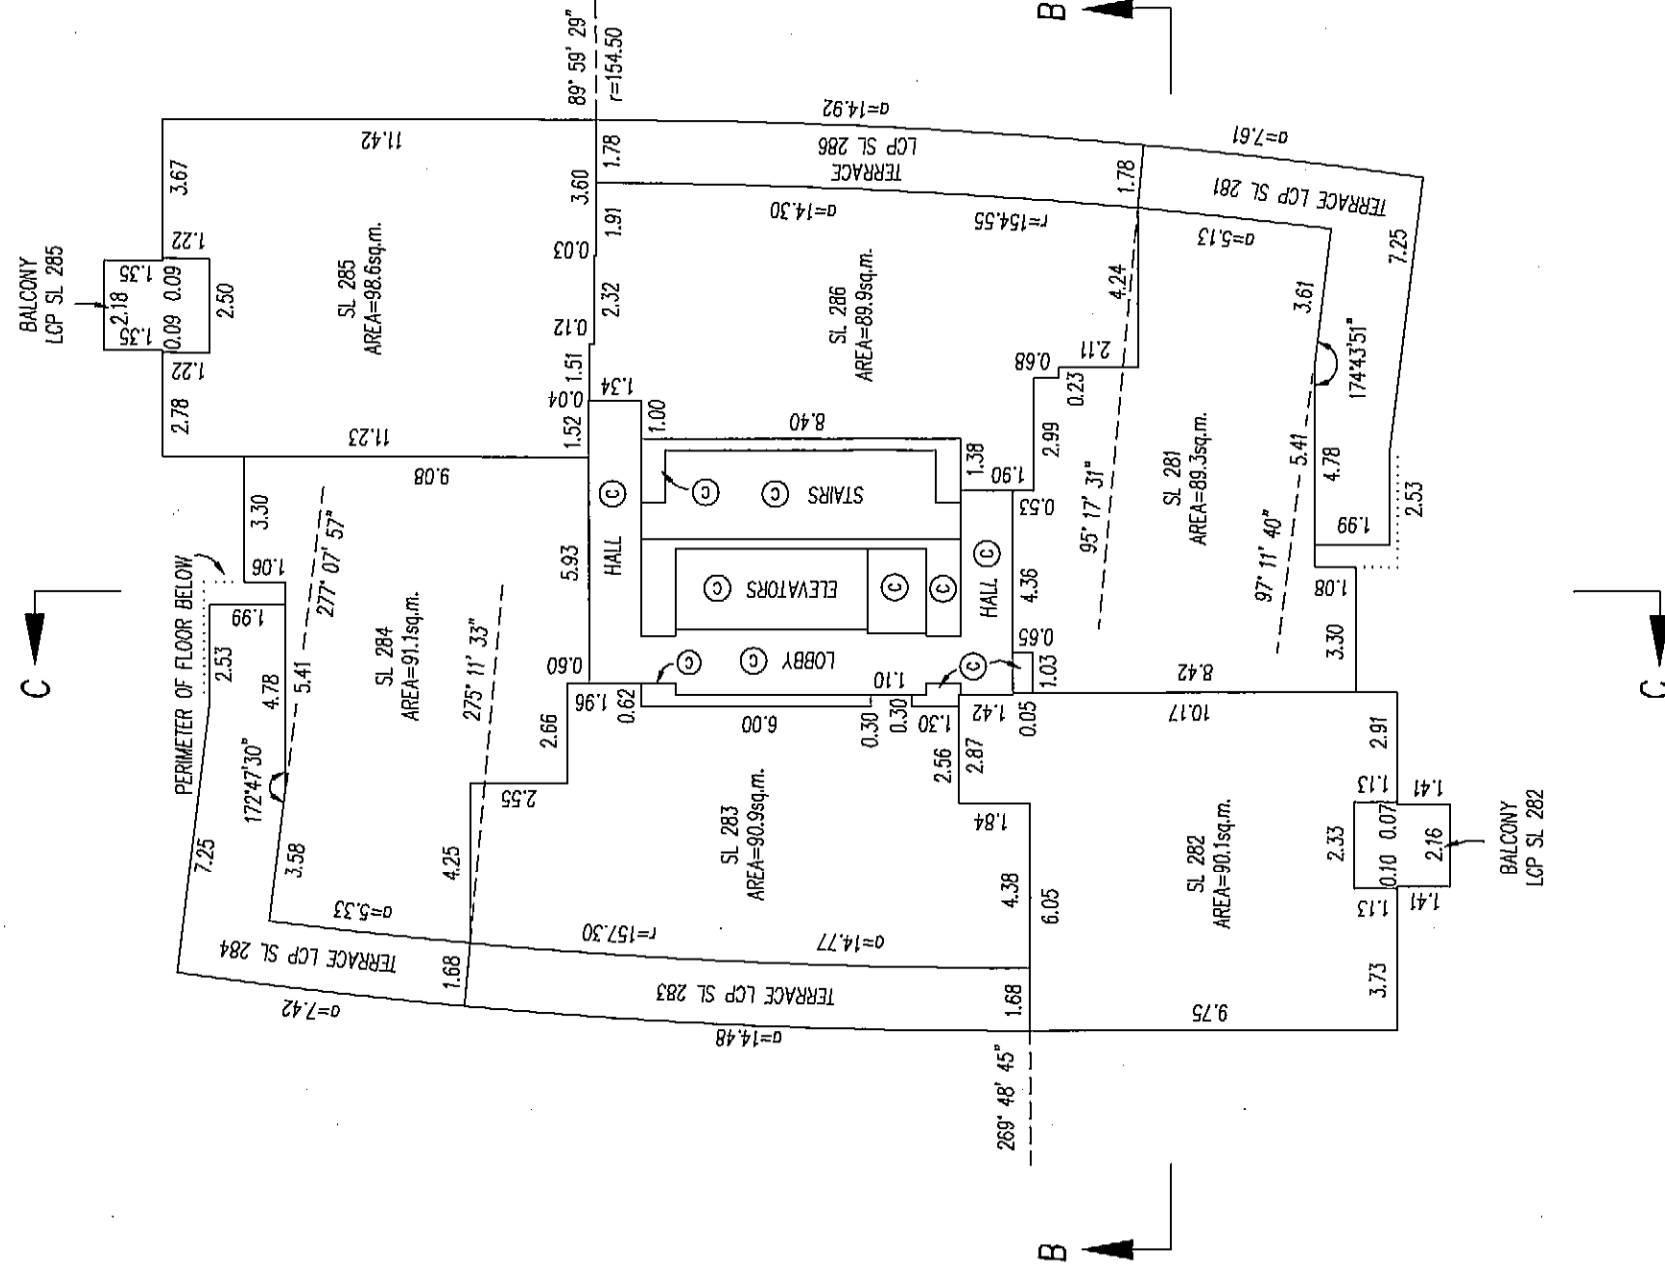 B
89° 59' 29"
r=154.50
BALCONY
LCP SL 285
2.18
1.35
1.35
0.09
0.09
1.22
1.22
2.50
2.78
3.67
11.42
SL 285
AREA=98.6sq.m.
11.23
1.52
0.04
1.51
0.12
2.32
0.03
1.91
3.60
1.78
a=14.92
TERRACE
LCP SL 286
a=14.30
r=154.55
1.78
a=7.61
TERRACE LCP SL 281
7.25
a=5.13
3.61
174°43'51"
SL 286
AREA=89.9sq.m.
4.24
2.11
0.68
0.23
2.99
1.34
1.00
8.40
1.38
1.90
0.53
C
PERIMETER OF FLOOR BELOW
3.30
1.06
1.99
2.53
4.78
5.41
277° 07' 57"
172°47'30"
7.25
3.58
9.08
SL 284
AREA=91.1sq.m.
275° 11' 33"
5.93
0.60
1.96
2.66
2.55
4.25
a=5.33
TERRACE LCP SL 284
1.68
a=7.42
HALL
C
STAIRS
C
C
ELEVATORS
C
C
C
LOBBY
C
C
C
HALL
C
4.36
0.65
1.03
0.62
6.00
1.10
0.30
0.30
1.30
1.42
0.05
2.56
2.87
1.84
SL 283
AREA=90.9sq.m.
r=157.30
a=14.77
4.38
6.05
TERRACE LCP SL 283
1.68
a=14.48
269° 48' 45"
95° 17' 31"
SL 281
AREA=89.3sq.m.
97° 11' 40"
5.41
4.78
1.99
2.53
1.08
3.30
8.42
10.17
SL 282
AREA=90.1sq.m.
2.91
1.13
1.41
0.07
2.33
0.10
2.16
1.13
1.41
3.73
9.75
BALCONY
LCP SL 282
C
B